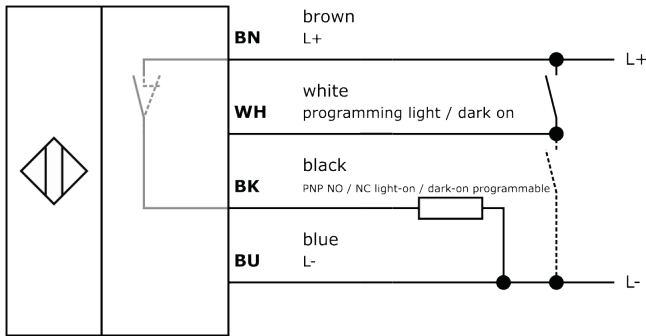 brown
BN L+ L+
white
WH programming light / dark on
black
BK PNP NO / NC light-on / dark-on programmable
blue
BU L- L-